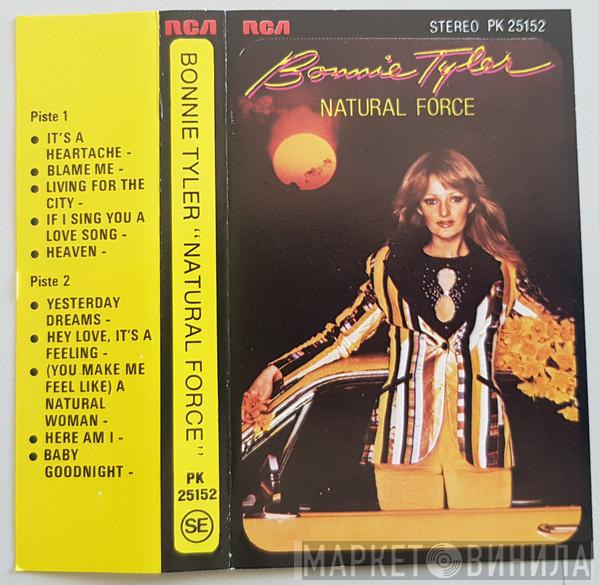 Piste 1
● IT'S A
HEARTACHE -
● BLAME ME -
● LIVING FOR THE
CITY -
● IF I SING YOU A
LOVE SONG -
● HEAVEN -
Piste 2
● YESTERDAY
DREAMS -
● HEY LOVE, IT'S A
FEELING -
● (YOU MAKE ME
FEEL LIKE) A
NATURAL
WOMAN -
● HERE AM I -
● BABY
GOODNIGHT -
RCA
BONNIE TYLER "NATURAL FORCE"
PK
25152
SE
RCA
STEREO PK 25152
Bonnie Tyler
NATURAL FORCE
МАРКЕТ ВИНИЛА